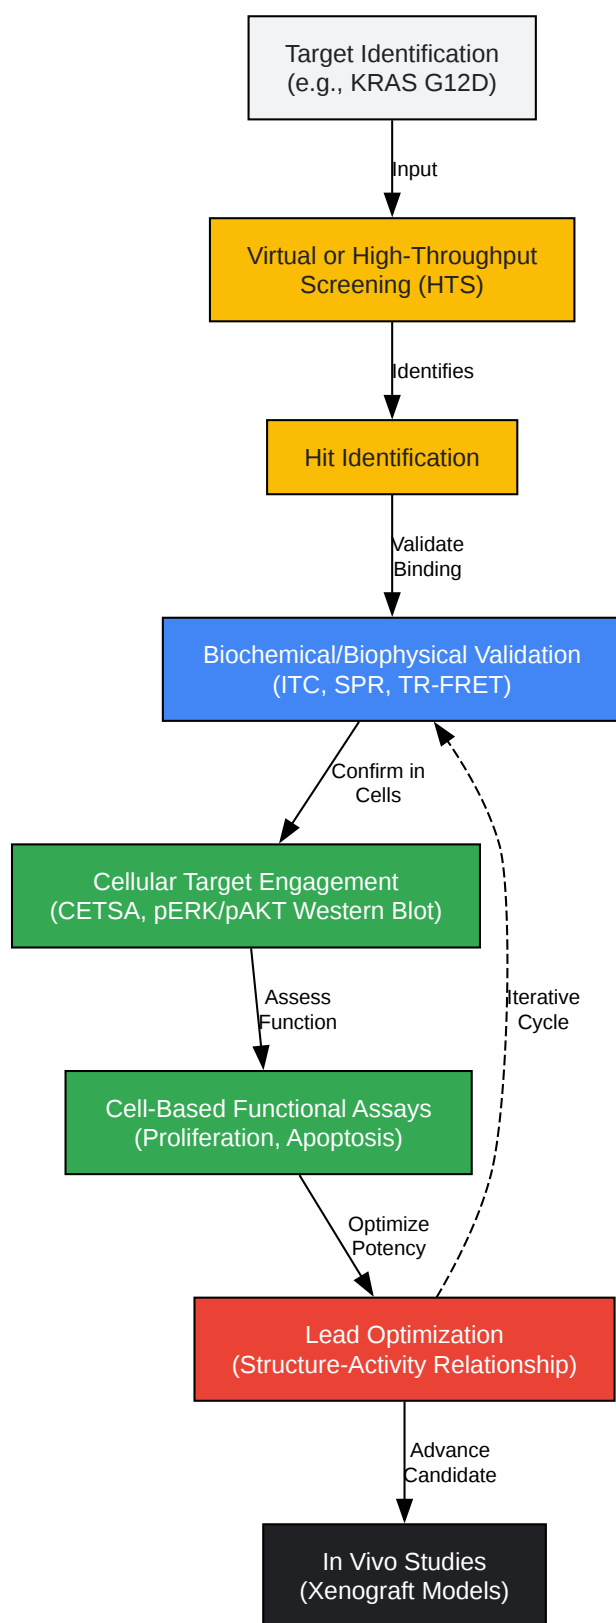 Target Identification
(e.g., KRAS G12D)
Input
Virtual or High-Throughput
Screening (HTS)
Identifies
Hit Identification
Validate
Binding
Biochemical/Biophysical Validation
(ITC, SPR, TR-FRET)
Confirm in
Cells
Cellular Target Engagement
(CETSA, pERK/pAKT Western Blot)
Assess
Function
Iterative
Cycle
Cell-Based Functional Assays
(Proliferation, Apoptosis)
Optimize
Potency
Lead Optimization
(Structure-Activity Relationship)
Advance
Candidate
In Vivo Studies
(Xenograft Models)